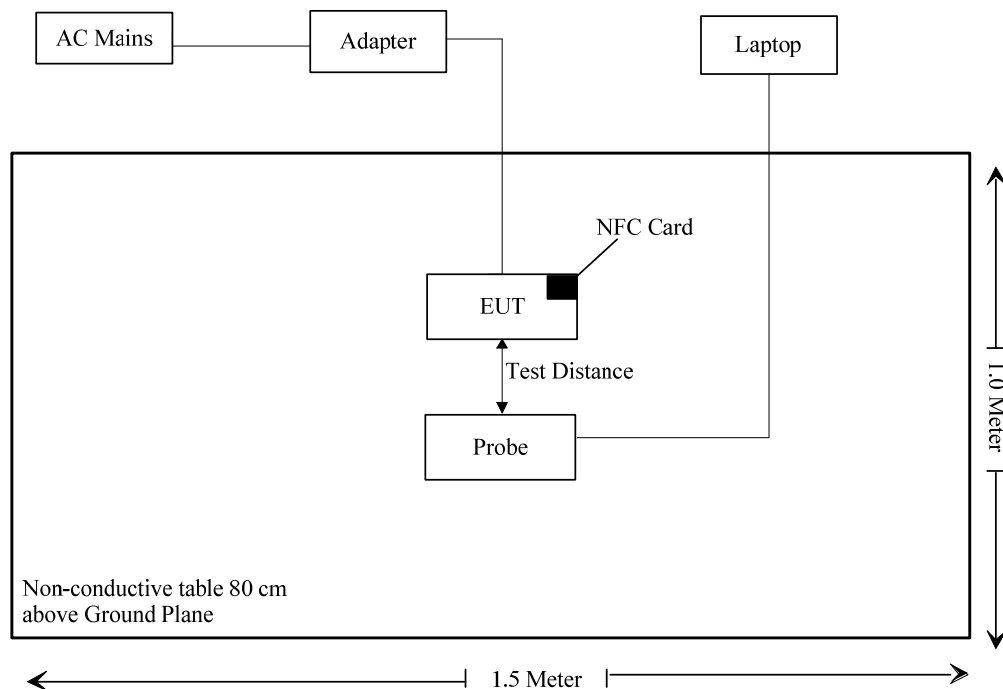 AC Mains
Adapter
Laptop
NFC Card
EUT
Test Distance
Probe
1.0 Meter
Non-conductive table 80 cm
above Ground Plane
1.5 Meter